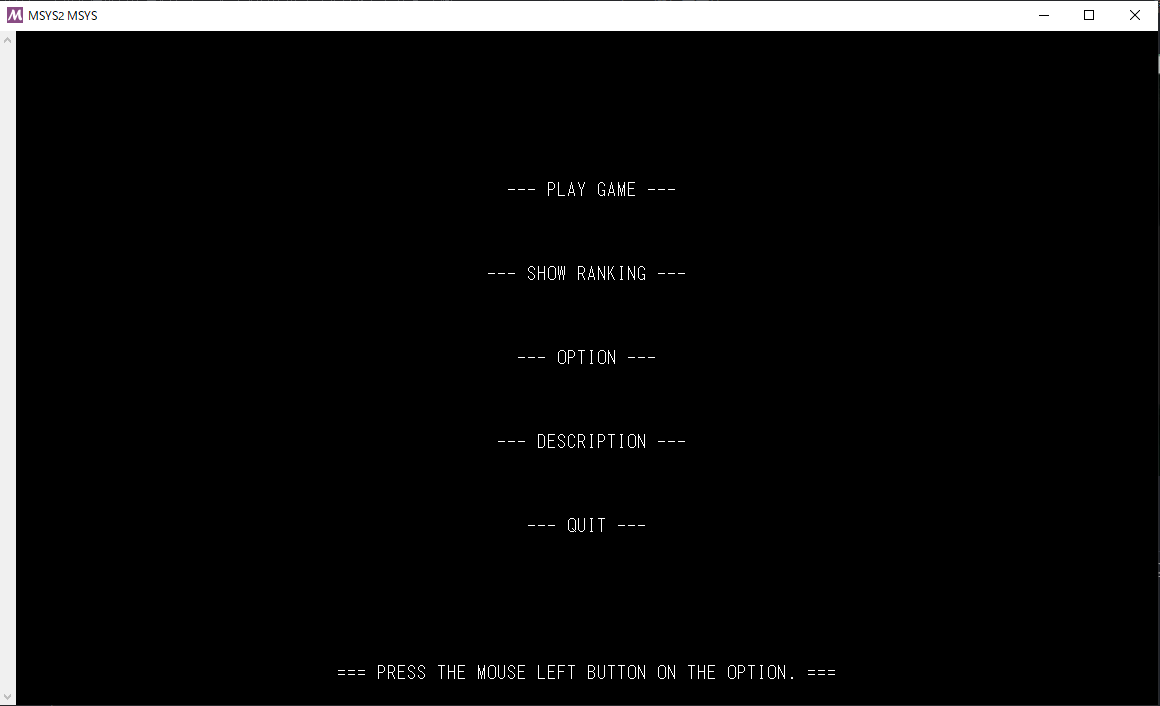 MSYS2 MSYS
--- PLAY GAME ---
--- SHOW RANKING ---
--- OPTION ---
--- DESCRIPTION ---
--- QUIT ---
=== PRESS THE MOUSE LEFT BUTTON ON THE OPTION. ===